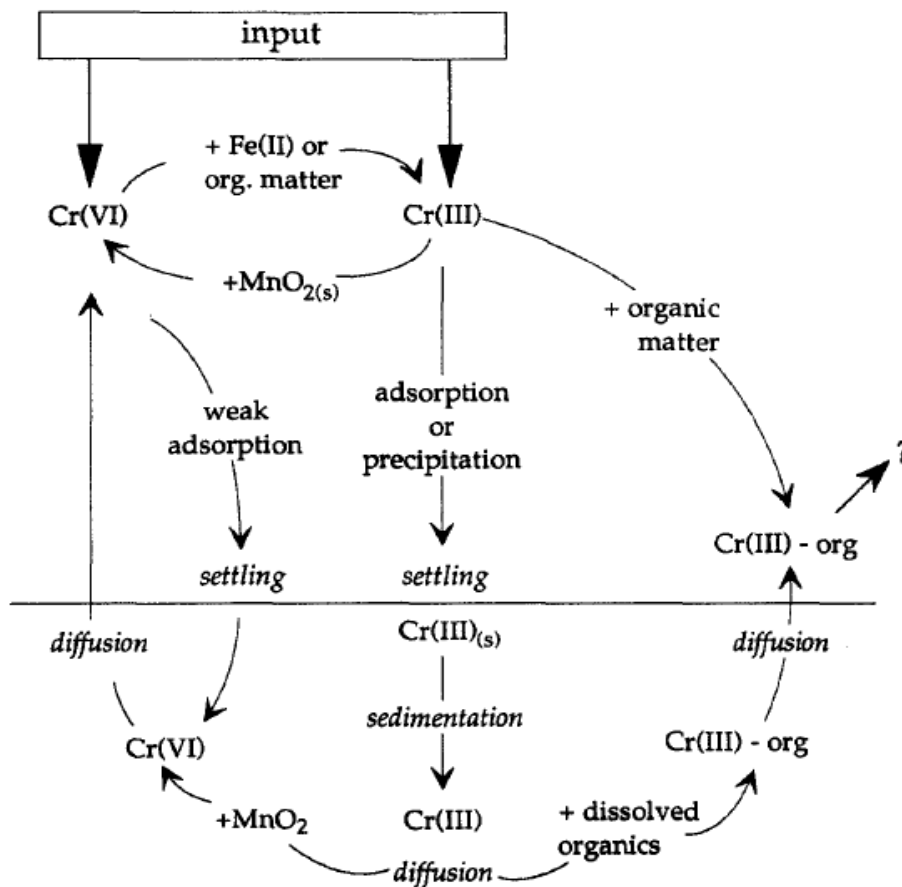 input
+ Fe(II) or
org. matter
Cr(VI)
Cr(III)
+MnO2(s)
+ organic
matter
weak
adsorption
adsorption
or
precipitation
?
Cr(III) - org
settling
settling
diffusion
Cr(III)(s)
diffusion
sedimentation
Cr(VI)
Cr(III) - org
+MnO2
Cr(III)
+ dissolved
organics
diffusion